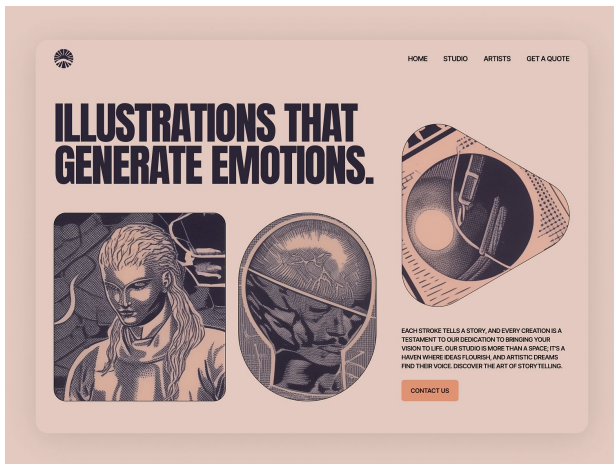 HOME STUDIO ARTISTS GET A QUOTE
ILLUSTRATIONS THAT
GENERATE EMOTIONS.
EACH STROKE TELLS A STORY, AND EVERY CREATION IS A
TESTAMENT TO OUR DEDICATION TO BRINGING YOUR
VISION TO LIFE. OUR STUDIO IS MORE THAN A SPACE; IT'S A
HAVEN WHERE IDEAS FLOURISH, AND ARTISTIC DREAMS
FIND THEIR VOICE. DISCOVER THE ART OF STORYTELLING.
CONTACT US